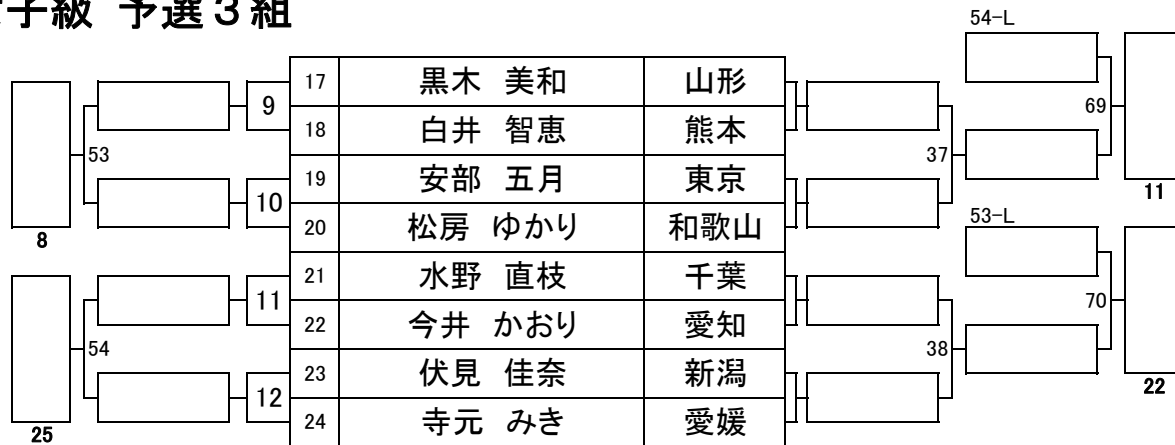 子級 予選３組
54-L
17 黒木 美和 山形
9
69
18 白井 智恵 熊本
53
37
19 安部 五月 東京
10
11
20 松房 ゆかり 和歌山
53-L
8
21 水野 直枝 千葉
11
70
22 今井 かおり 愛知
54
38
23 伏見 佳奈 新潟
12
22
24 寺元 みき 愛媛
25